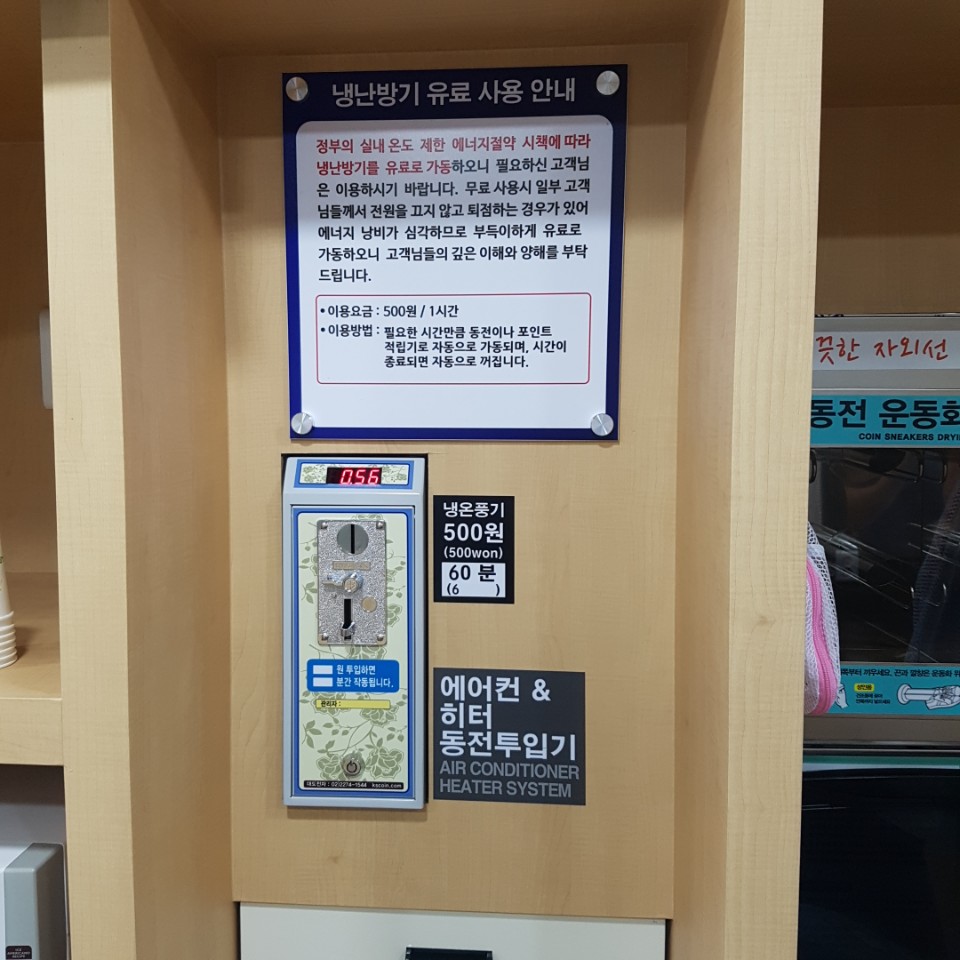 냉난방기 유료 사용 안내
정부의 실내 온도 제한 에너지절약 시책에 따라
냉난방기를 유료로 가동하오니 필요하신 고객님
은 이용하시기 바랍니다. 무료 사용시 일부 고객
님들께서 전원을 끄지 않고 퇴점하는 경우가 있어
에너지 낭비가 심각하므로 부득이하게 유료로
가동하오니 고객님들의 깊은 이해와 양해를 부탁
드립니다.
• 이용요금 : 500원 / 1시간
• 이용방법 : 필요한 시간만큼 동전이나 포인트
적립기로 자동으로 가동되며, 시간이
종료되면 자동으로 꺼집니다.
0.56
냉온풍기
500원
(500won)
60 분
(6 )
원 투입하면
분간 작동됩니다.
관리자 :
에어컨 &
히터
동전투입기
AIR CONDITIONER
HEATER SYSTEM
끗한 자외선
동전 운동화
COIN SNEAKERS DRYI